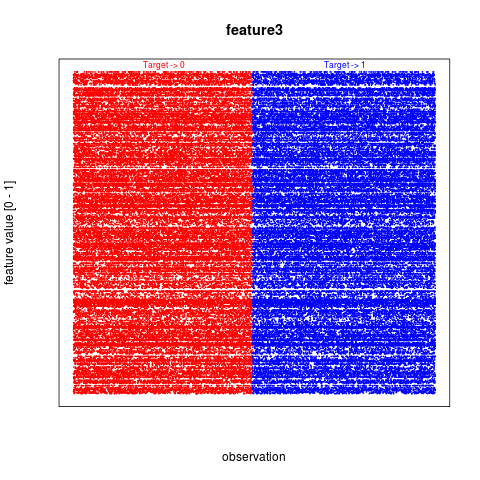 feature3
Target -> 0
Target -> 1
feature value [0 - 1]
observation